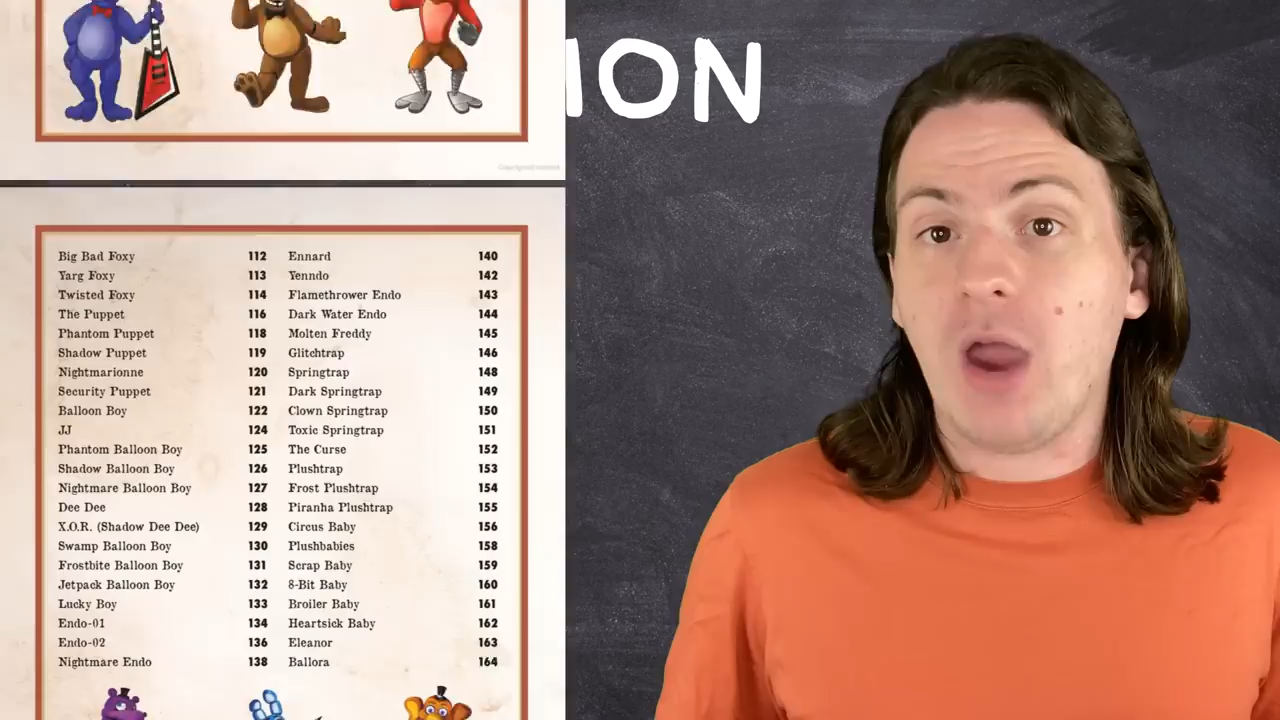 ION
Copyrighted material
Big Bad Foxy 112 Ennard 140
Yarg Foxy 113 Yenndo 142
Twisted Foxy 114 Flamethrower Endo 143
The Puppet 116 Dark Water Endo 144
Phantom Puppet 118 Molten Freddy 145
Shadow Puppet 119 Glitchtrap 146
Nightmarionne 120 Springtrap 148
Security Puppet 121 Dark Springtrap 149
Balloon Boy 122 Clown Springtrap 150
JJ 124 Toxic Springtrap 151
Phantom Balloon Boy 125 The Curse 152
Shadow Balloon Boy 126 Plushtrap 153
Nightmare Balloon Boy 127 Frost Plushtrap 154
Dee Dee 128 Piranha Plushtrap 155
X.O.R. (Shadow Dee Dee) 129 Circus Baby 156
Swamp Balloon Boy 130 Plushbabies 158
Frostbite Balloon Boy 131 Scrap Baby 159
Jetpack Balloon Boy 132 8-Bit Baby 160
Lucky Boy 133 Broiler Baby 161
Endo-01 134 Heartsick Baby 162
Endo-02 136 Eleanor 163
Nightmare Endo 138 Ballora 164